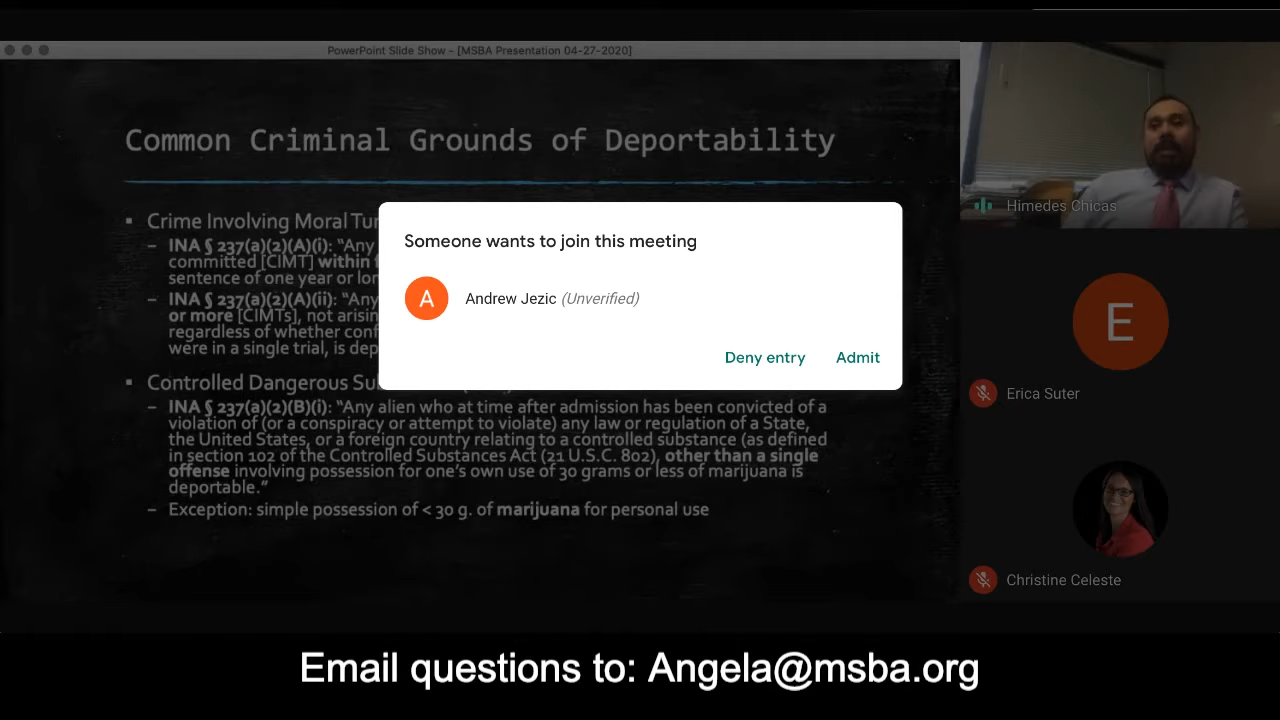 PowerPoint Slide Show - [MSBA Presentation 04-27-2020]
Common Criminal Grounds of Deportability
Crime Involving Moral Tur
– INA § 237(a)(2)(A)(i): “Any
committed [CIMT] within
sentence of one year or
– INA § 237(a)(2)(A)(ii): “Any
or more [CIMTs], not
regardless of whether
were in a single trial, is
Controlled Dangerous
– INA § 237(a)(2)(B)(i): “Any alien who at time after admission has been convicted of a
violation of (or a conspiracy or attempt to violate) any law or regulation of a State,
the United States, or a foreign country relating to a controlled substance (as defined
in section 102 of the Controlled Substances Act (21 U.S.C. 802), other than a single
offense involving possession for one’s own use of 30 grams or less of marijuana is
deportable.”
– Exception: simple possession of < 30 g. of marijuana for personal use
Someone wants to join this meeting
A
Andrew Jezic (Unverified)
Deny entry Admit
Himedes Chicas
E
Erica Suter
Christine Celeste
Email questions to: Angela@msba.org